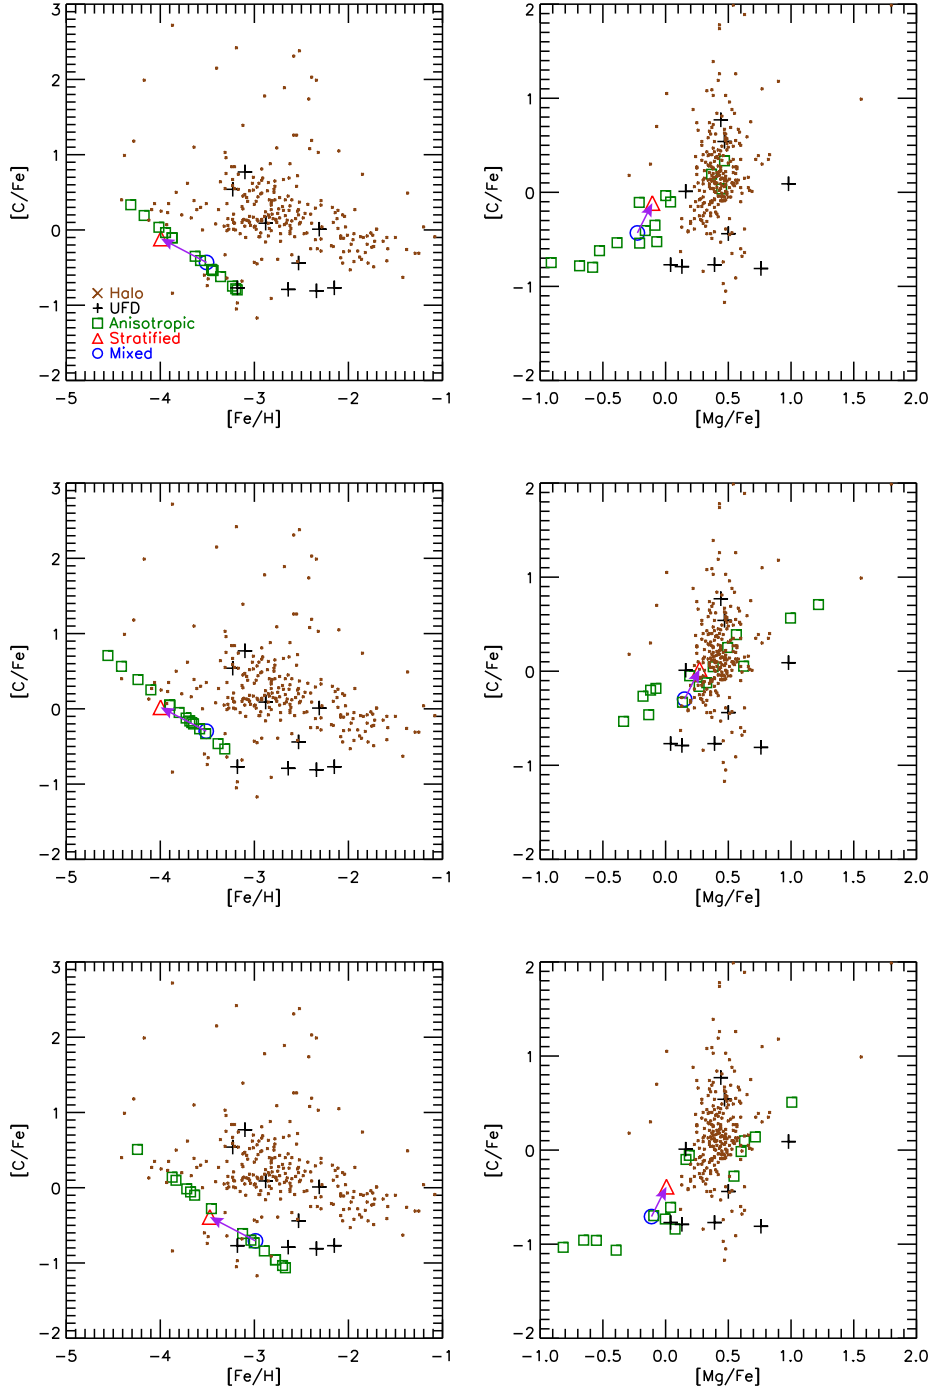 3
2
1
0
−1
−2
[C/Fe]
× Halo
+ UFD
□ Anisotropic
△ Stratified
○ Mixed
−5 −4 −3 −2 −1
[Fe/H]
2
1
0
−1
−2
[C/Fe]
−1.0 −0.5 0.0 0.5 1.0 1.5 2.0
[Mg/Fe]
3
2
1
0
−1
−2
[C/Fe]
−5 −4 −3 −2 −1
[Fe/H]
2
1
0
−1
−2
[C/Fe]
−1.0 −0.5 0.0 0.5 1.0 1.5 2.0
[Mg/Fe]
3
2
1
0
−1
−2
[C/Fe]
−5 −4 −3 −2 −1
[Fe/H]
2
1
0
−1
−2
[C/Fe]
−1.0 −0.5 0.0 0.5 1.0 1.5 2.0
[Mg/Fe]